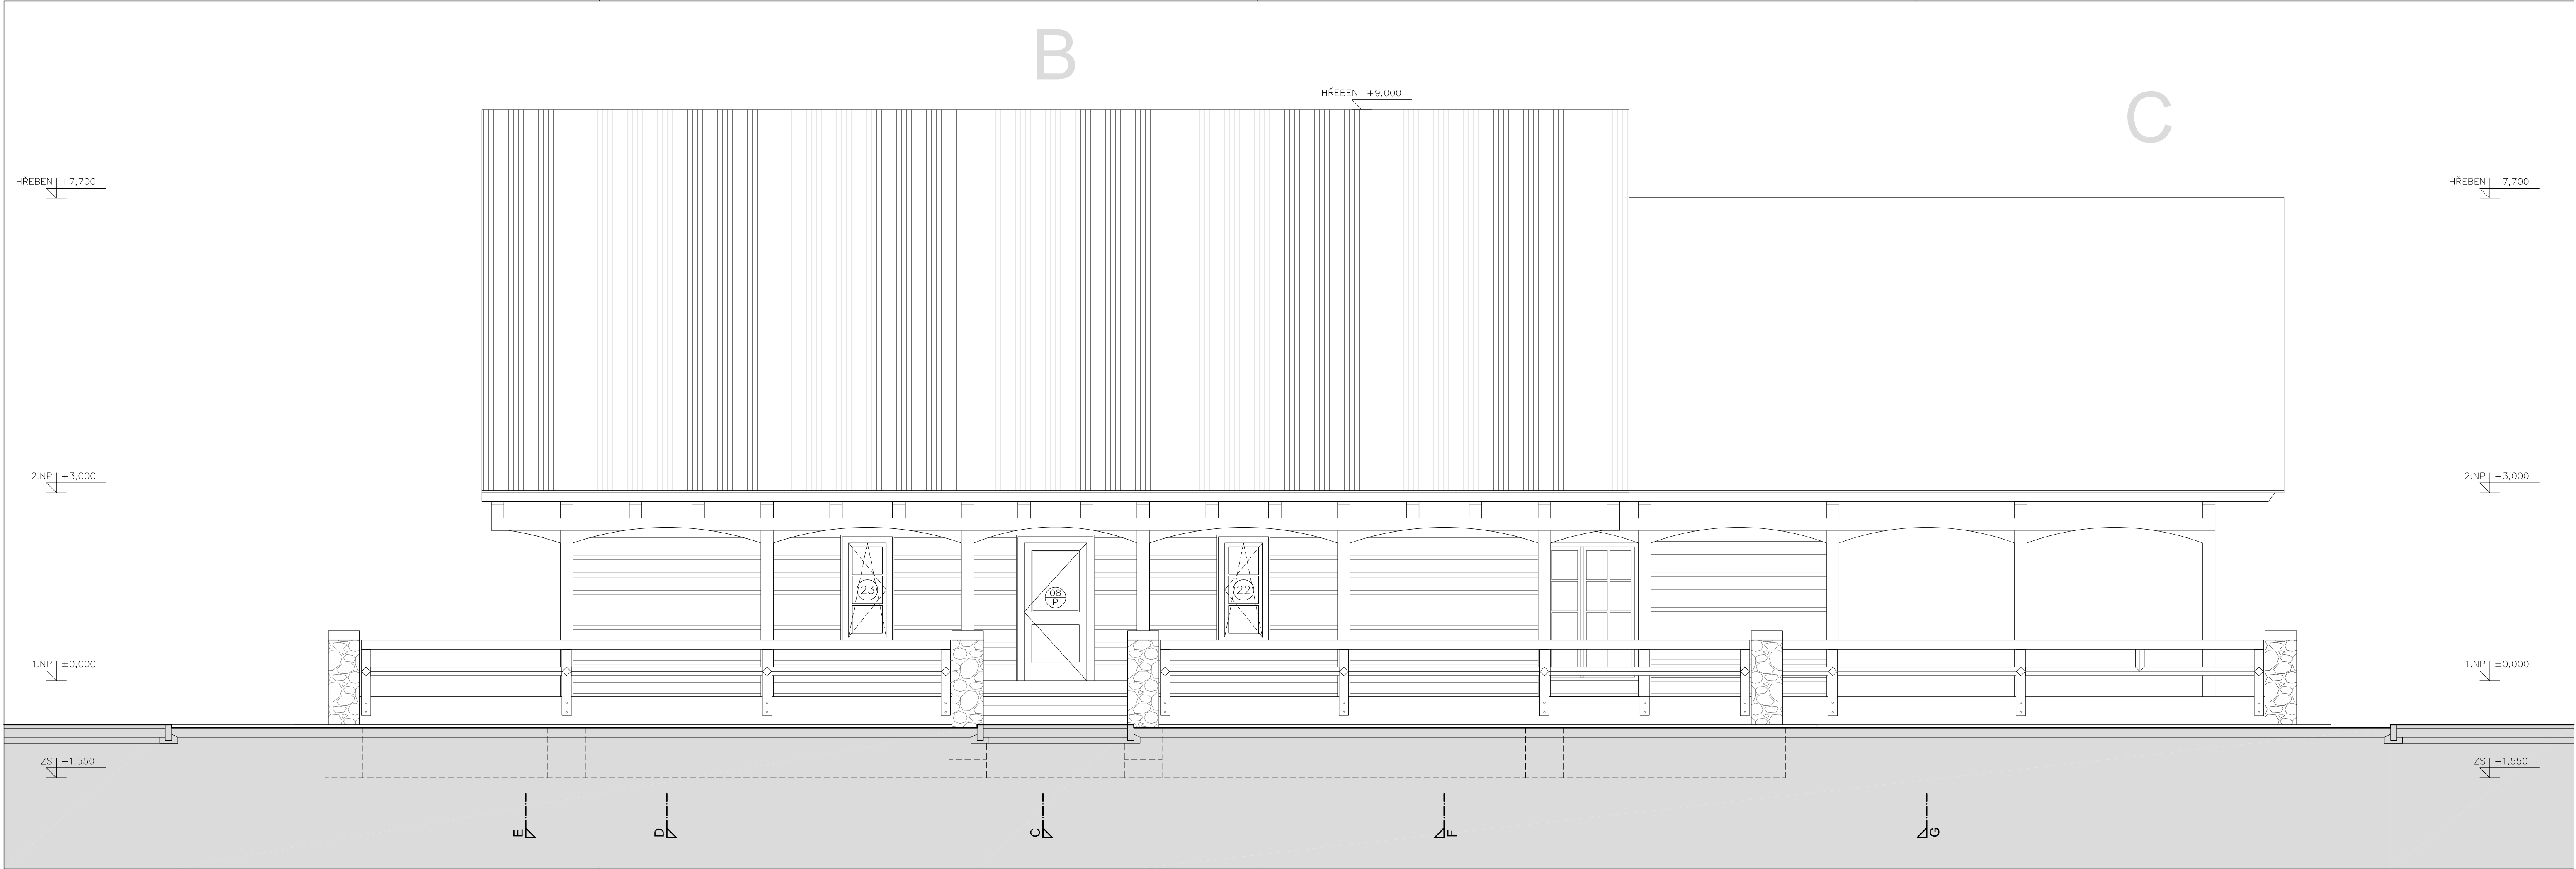 B
HŘEBEN +9,000
C
HŘEBEN +7,700
HŘEBEN +7,700
2.NP +3,000
2.NP +3,000
23
08
P
22
1.NP ±0,000
1.NP ±0,000
ZS -1,550
ZS -1,550
E
D
C
F
G